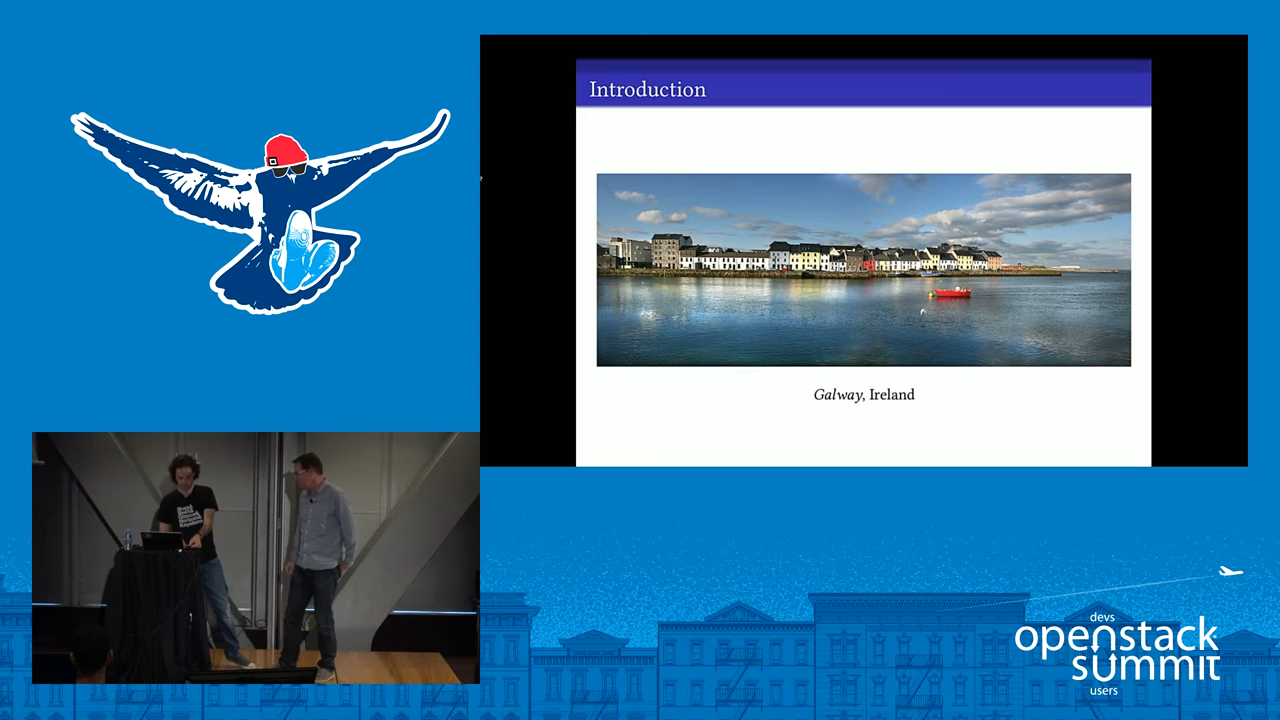 Introduction
Galway, Ireland
devs
openstack
summit
users